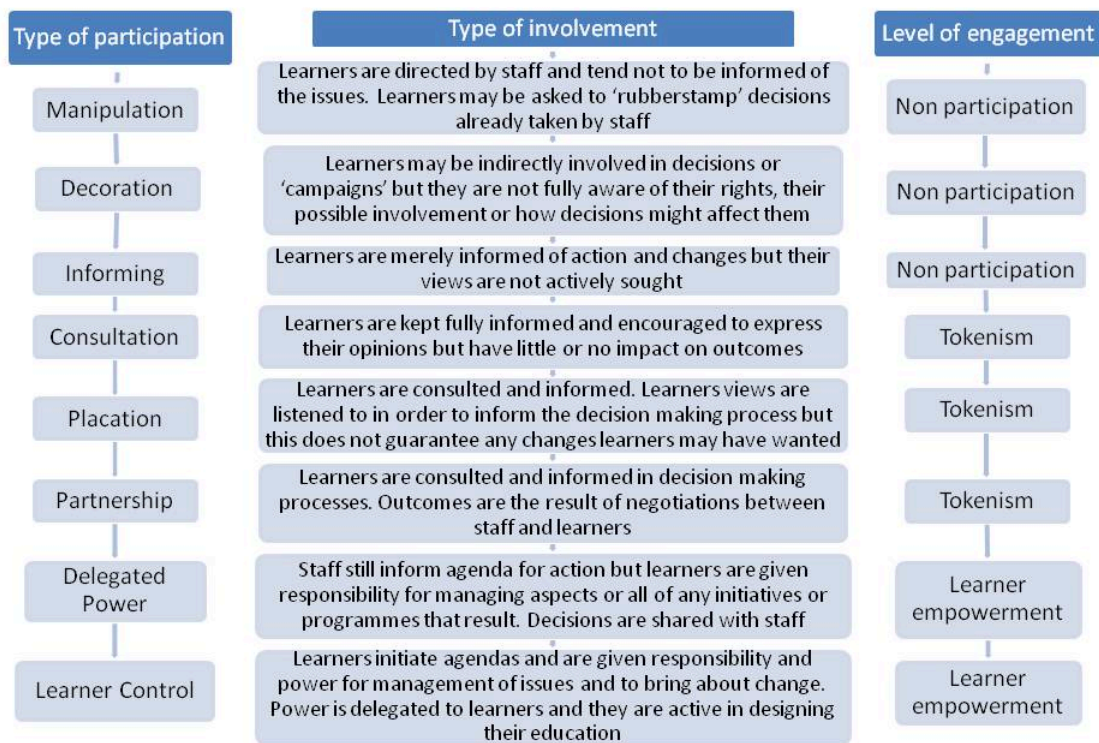 Type of participation
Type of involvement
Level of engagement
Manipulation
Learners are directed by staff and tend not to be informed of
the issues. Learners may be asked to ‘rubberstamp’ decisions
already taken by staff
Non participation
Decoration
Learners may be indirectly involved in decisions or
‘campaigns’ but they are not fully aware of their rights, their
possible involvement or how decisions might affect them
Non participation
Informing
Learners are merely informed of action and changes but their
views are not actively sought
Non participation
Consultation
Learners are kept fully informed and encouraged to express
their opinions but have little or no impact on outcomes
Tokenism
Placation
Learners are consulted and informed. Learners views are
listened to in order to inform the decision making process but
this does not guarantee any changes learners may have wanted
Tokenism
Partnership
Learners are consulted and informed in decision making
processes. Outcomes are the result of negotiations between
staff and learners
Tokenism
Delegated
Power
Staff still inform agenda for action but learners are given
responsibility for managing aspects or all of any initiatives or
programmes that result. Decisions are shared with staff
Learner
empowerment
Learner Control
Learners initiate agendas and are given responsibility and
power for management of issues and to bring about change.
Power is delegated to learners and they are active in designing
their education
Learner
empowerment